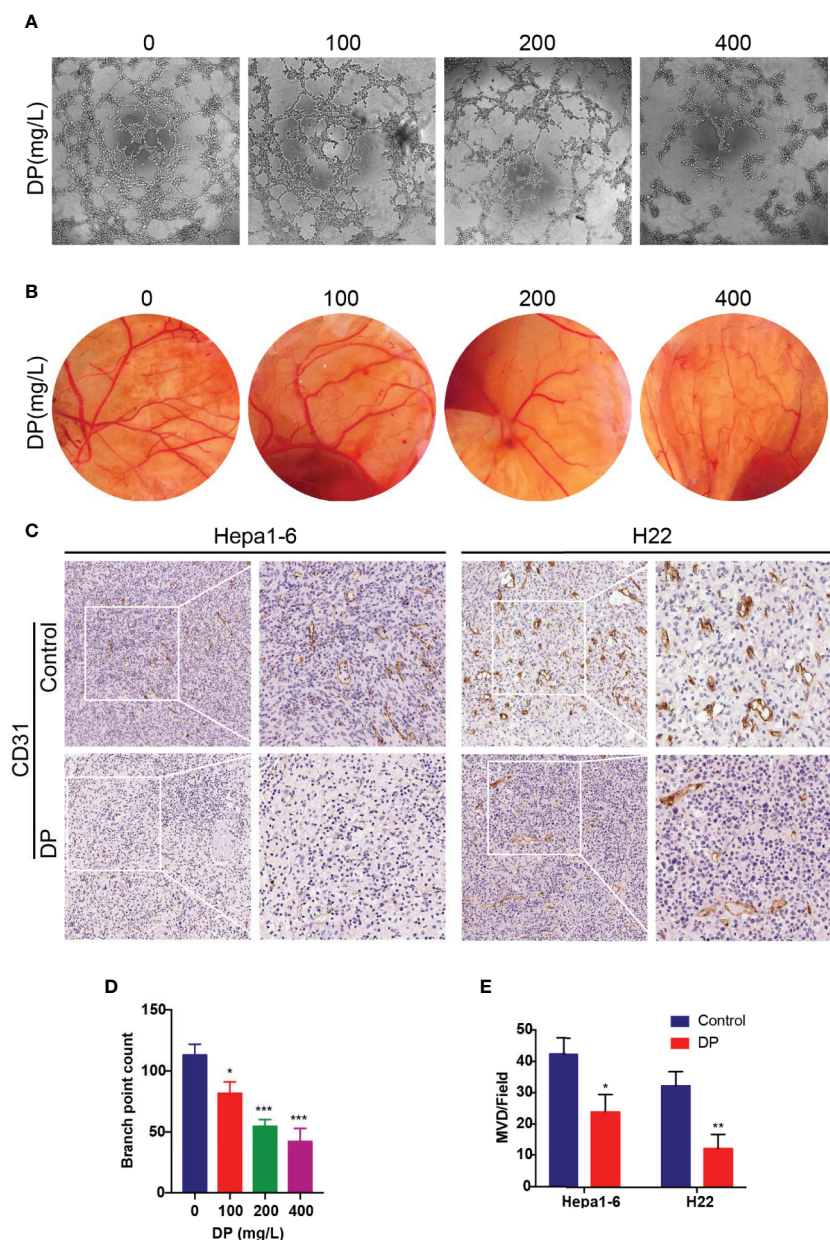 A
0 100 200 400
DP(mg/L)
B
0 100 200 400
DP(mg/L)
C
Hepa1-6 H22
CD31
Control
DP
D
150
100
50
0
Branch point count
* *** ***
0 100 200 400
DP (mg/L)
E
Control
DP
50
40
30
20
10
0
MVD/Field
* **
Hepa1-6 H22